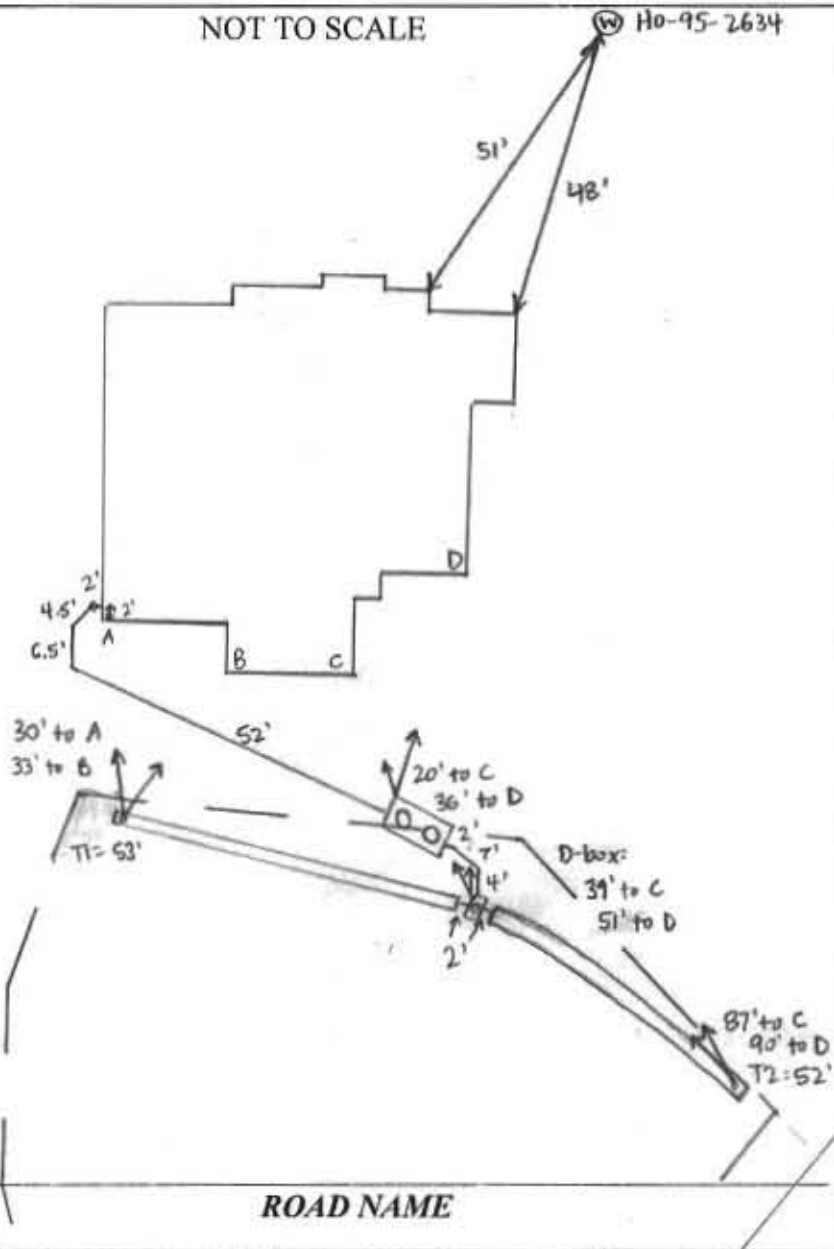 NOT TO SCALE
W HO-95-2634
51'
48'
D
2'
4.5'
2'
A
6.5'
B
C
52'
30' to A
33' to B
20' to C
36' to D
2'
7'
D-box:
T1=53'
4'
39' to C
51' to D
2'
87' to C
90' to D
T2=52'
ROAD NAME